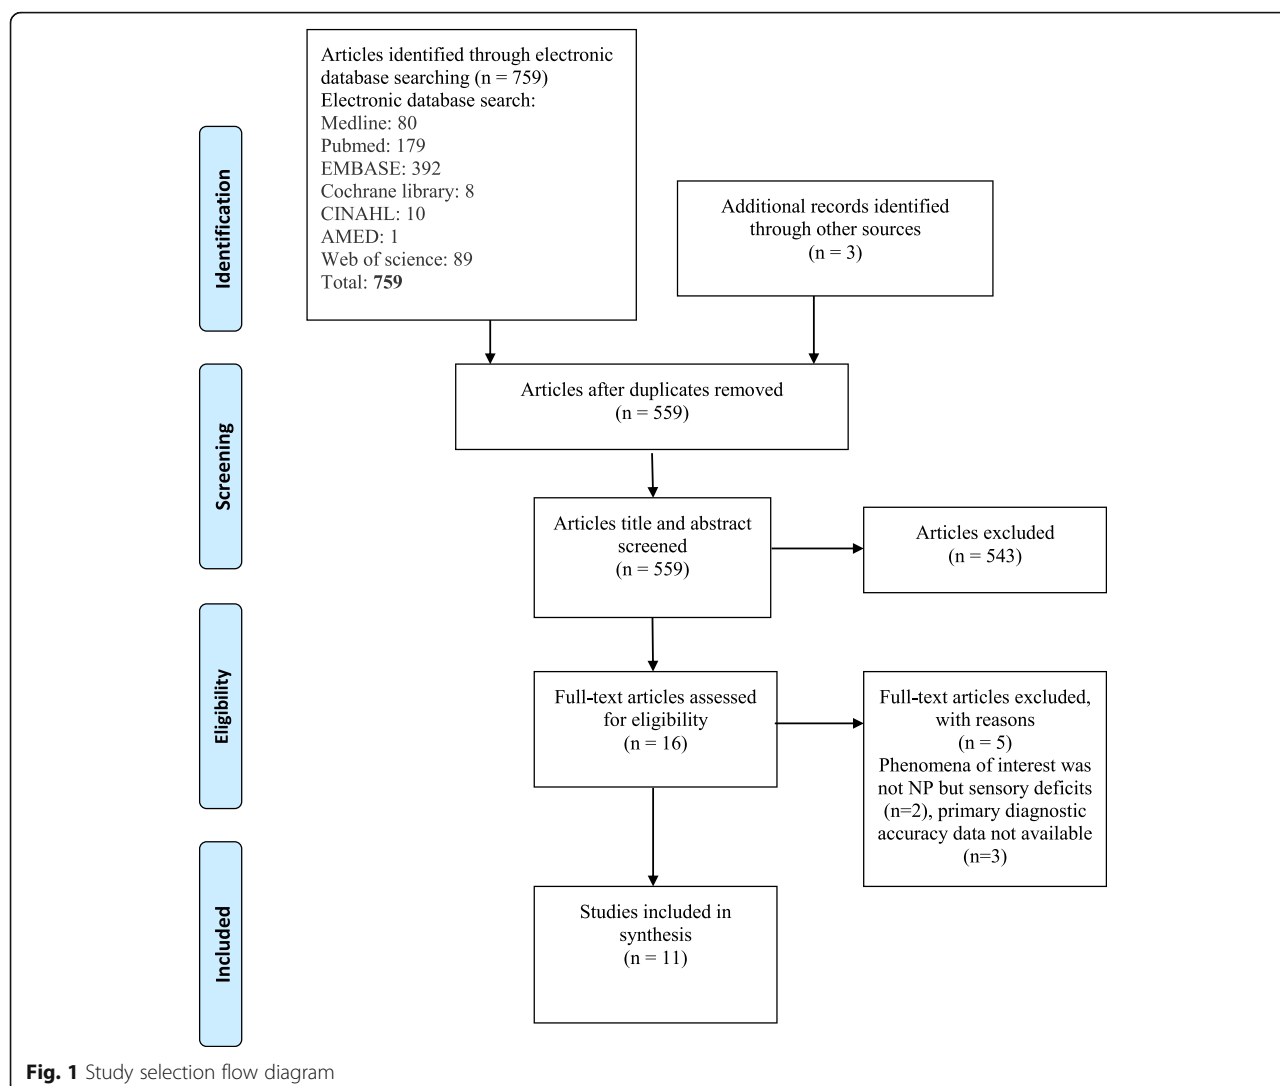 Articles identified through electronic
database searching (n = 759)
Electronic database search:
Medline: 80
Pubmed: 179
EMBASE: 392
Cochrane library: 8
CINAHL: 10
AMED: 1
Web of science: 89
Total: 759
Additional records identified
through other sources
(n = 3)
Identification
Articles after duplicates removed
(n = 559)
Screening
Articles title and abstract
screened
(n = 559)
Articles excluded
(n = 543)
Eligibility
Full-text articles assessed
for eligibility
(n = 16)
Full-text articles excluded,
with reasons
(n = 5)
Phenomena of interest was
not NP but sensory deficits
(n=2), primary diagnostic
accuracy data not available
(n=3)
Included
Studies included in
synthesis
(n = 11)
Fig. 1 Study selection flow diagram